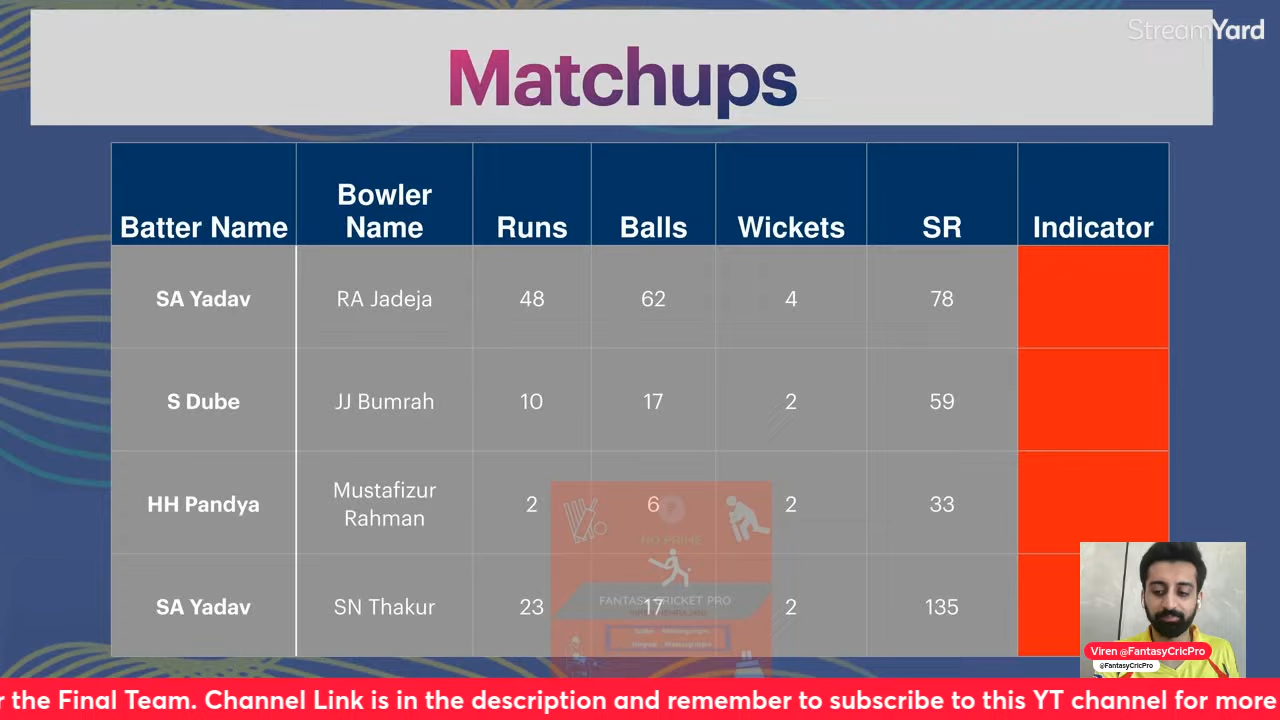 StreamYard
Matchups
Batter Name Bowler Name Runs Balls Wickets SR Indicator
SA Yadav RA Jadeja 48 62 4 78
S Dube JJ Bumrah 10 17 2 59
HH Pandya Mustafizur Rahman 2 6 2 33
SA Yadav SN Thakur 23 17 2 135
NO PRIME
FANTASY CRICKET PRO
Viren @FantasyCricPro
@FantasyCricPro
r the Final Team. Channel Link is in the description and remember to subscribe to this YT channel for more